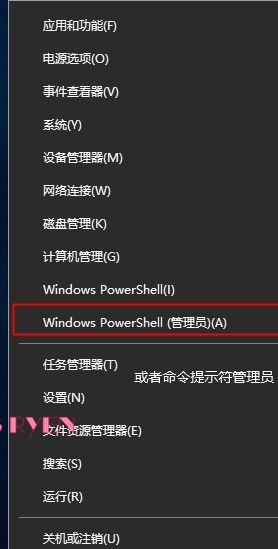 应用和功能(F)
电源选项(O)
事件查看器(V)
系统(Y)
设备管理器(M)
网络连接(W)
磁盘管理(K)
计算机管理(G)
Windows PowerShell(I)
Windows PowerShell (管理员)(A)
任务管理器(T)
或者命令提示符管理员
设置(N)
RYEN
文件资源管理器(E)
搜索(S)
运行(R)
关机或注销(U)